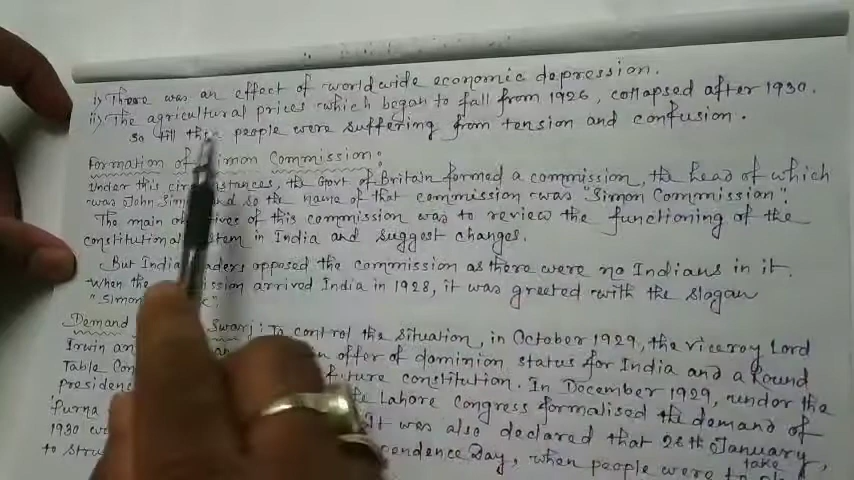 i) There was an effect of worldwide economic depression.
ii) The agricultural prices which began to fall from 1926, collapsed after 1930.
so till people were suffering from tension and confusion.
Formation of Simon Commission:
Under this circumstances, the Govt of Britain formed a commission, the head of which
was John Simon and so the name of that commission was "Simon Commission".
The main of this commission was to review the functioning of the
constitutional in India and suggest changes.
But India opposed the commission as there were no Indians in it.
When the arrived India in 1928, it was greeted with the slogan
"Simon
Demand Swarj: To control the situation, in October 1929, the viceroy Lord
Irwin an offer of dominion status for India and a Round
Table future constitution. In December 1929, under the
Lahore Congress formalised the demand of
'Purna It was also declared that 26th January,
1930 Day, when people were take
to